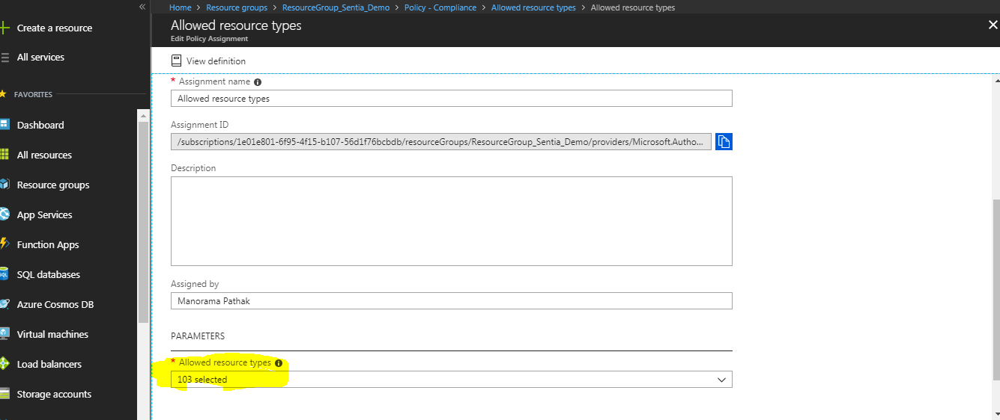 Home > Resource groups > ResourceGroup_Sentia_Demo > Policy - Compliance > Allowed resource types > Allowed resource types
Allowed resource types
Edit Policy Assignment
View definition
Create a resource
All services
FAVORITES
Dashboard
All resources
Resource groups
App Services
Function Apps
SQL databases
Azure Cosmos DB
Virtual machines
Load balancers
Storage accounts
* Assignment name
Allowed resource types
Assignment ID
/subscriptions/1e01e801-6f95-4f15-b107-56d1f76bcbdb/resourceGroups/ResourceGroup_Sentia_Demo/providers/Microsoft.Autho...
Description
Assigned by
Manorama Pathak
PARAMETERS
* Allowed resource types
103 selected